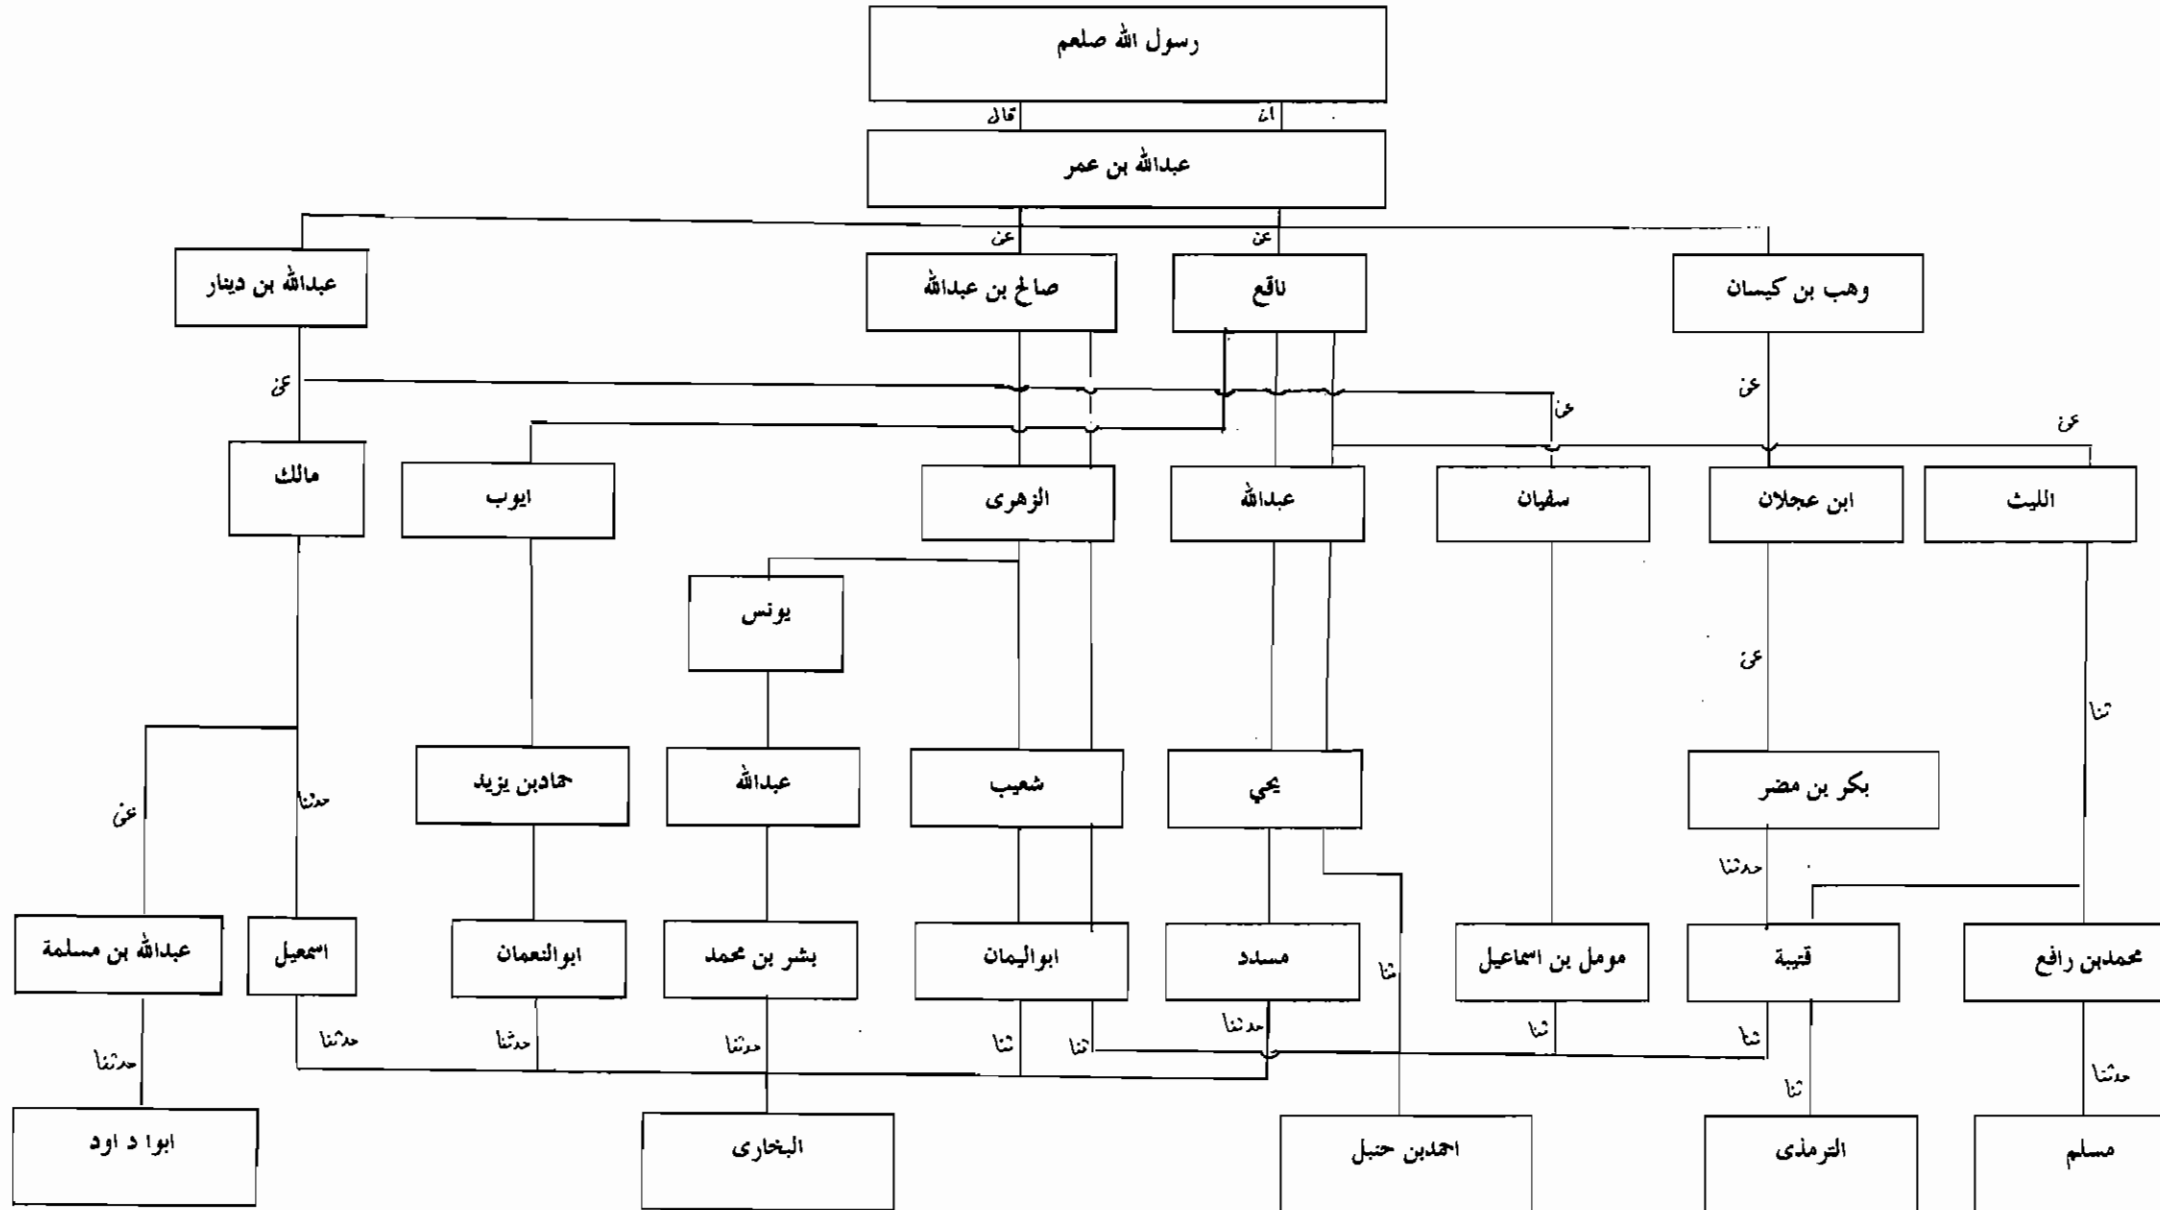 رسول الله صلعم
ان
قال
عبدالله بن عمر
عن
عن
وهب بن كيسان
ناقع
صالح بن عبدالله
عبدالله بن دينار
عن
عن
عن
عن
الليث
ابن عجلان
سفيان
عبدالله
الزهرى
ايوب
مالك
يونس
عن
ثنا
بكر بن مضر
يحي
شعيب
عبدالله
حمادبن يزيد
حدثنا
عن
حدثنا
محمدبن رافع
قتيبة
مومل بن اسماعيل
مسدد
ابواليمان
بشر بن محمد
ابوالنعمان
اسمعيل
عبدالله بن مسلمة
ثنا
ثنا
ثنا
حدثنا
ثنا
ثنا
حدثنا
حدثنا
حدثنا
حدثنا
حدثنا
ثنا
مسلم
الترمذى
احمدبن حنبل
البخارى
ابوا د اود